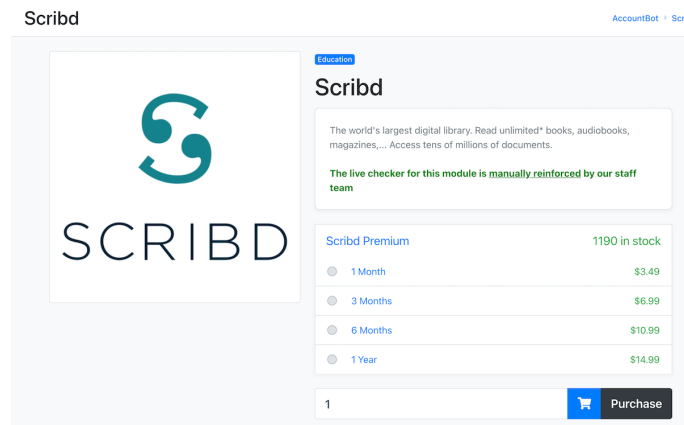 Scribd
AccountBot
Education
Scribd
The world's largest digital library. Read unlimited* books, audiobooks,
magazines,... Access tens of millions of documents.
The live checker for this module is manually reinforced by our staff
team
SCRIBD
Scribd Premium 1190 in stock
1 Month $3.49
3 Months $6.99
6 Months $10.99
1 Year $14.99
1 Purchase